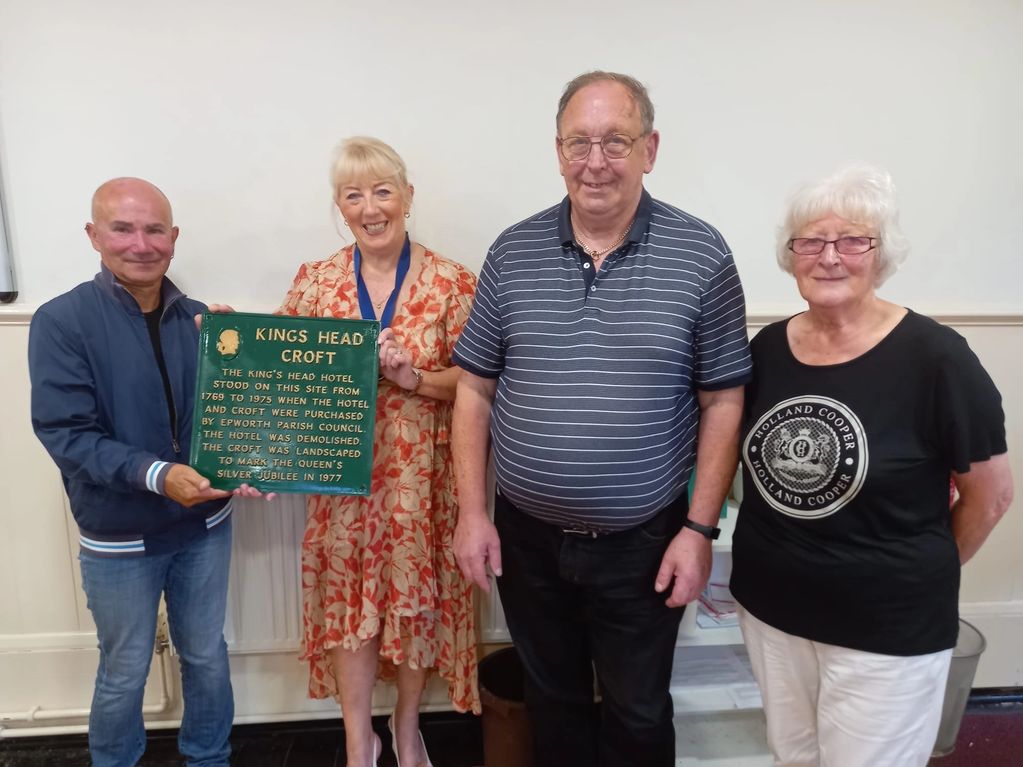 KINGS HEAD
CROFT
THE KING'S HEAD HOTEL
STOOD ON THIS SITE FROM
1769 TO 1975 WHEN THE HOTEL
AND CROFT WERE PURCHASED
BY EPWORTH PARISH COUNCIL.
THE HOTEL WAS DEMOLISHED.
THE CROFT WAS LANDSCAPED
TO MARK THE QUEEN'S
SILVER JUBILEE IN 1977
HOLLAND COOPER
HOLLAND COOPER